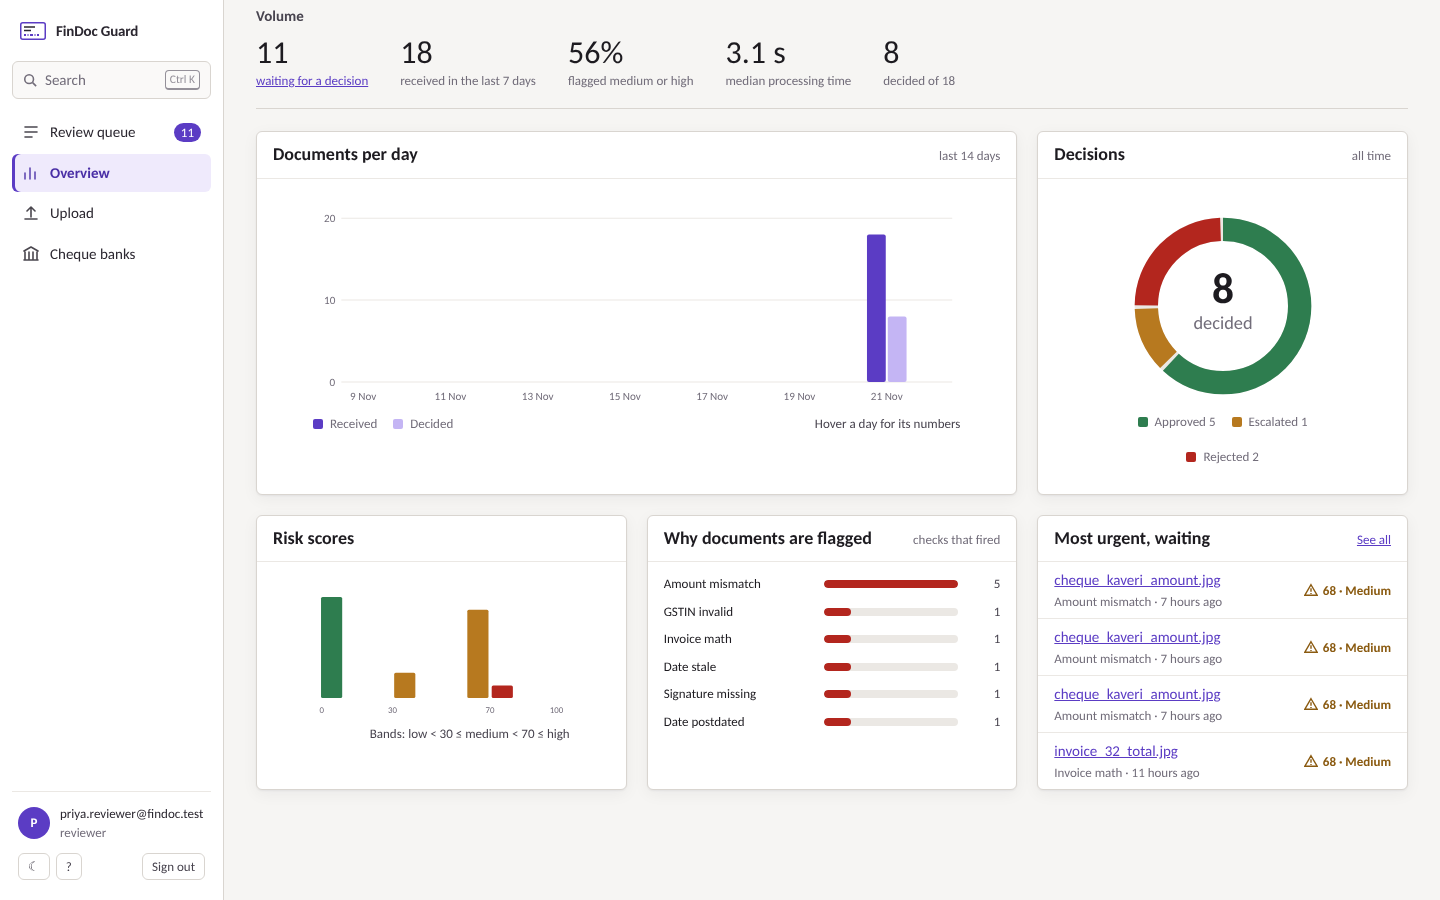 FinDoc Guard
Search
Ctrl K
Review queue
11
Overview
Upload
Cheque banks
priya.reviewer@findoc.test
P
reviewer
?
Sign out
Volume
11
waiting for a decision
18
received in the last 7 days
56%
flagged medium or high
3.1 s
median processing time
8
decided of 18
Documents per day
last 14 days
20
10
0
9 Nov
11 Nov
13 Nov
15 Nov
17 Nov
19 Nov
21 Nov
Received
Decided
Hover a day for its numbers
Decisions
all time
8
decided
Approved 5
Escalated 1
Rejected 2
Risk scores
0
30
70
100
Bands: low < 30 ≤ medium < 70 ≤ high
Why documents are flagged
checks that fired
Amount mismatch
5
GSTIN invalid
1
Invoice math
1
Date stale
1
Signature missing
1
Date postdated
1
Most urgent, waiting
See all
cheque_kaveri_amount.jpg
68 · Medium
Amount mismatch · 7 hours ago
cheque_kaveri_amount.jpg
68 · Medium
Amount mismatch · 7 hours ago
cheque_kaveri_amount.jpg
68 · Medium
Amount mismatch · 7 hours ago
invoice_32_total.jpg
68 · Medium
Invoice math · 11 hours ago